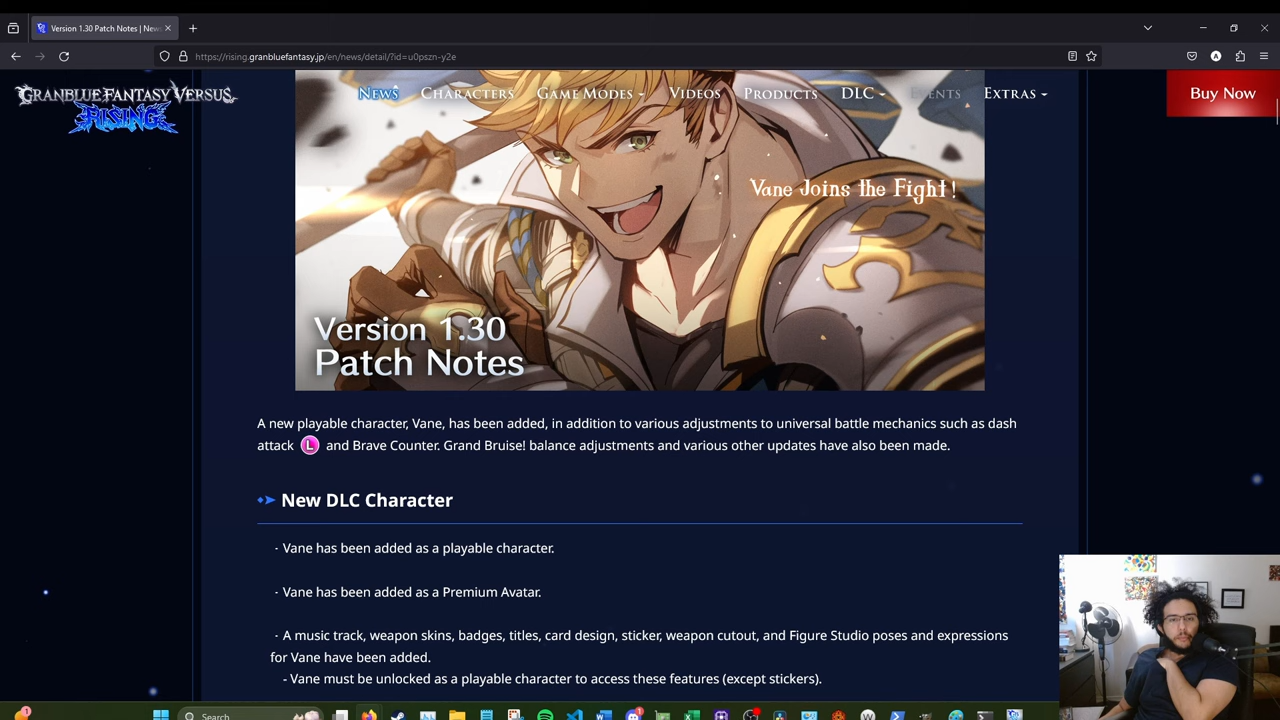 Version 1.30 Patch Notes | New
https://rising.granbluefantasy.jp/en/news/detail/?id=u0pszn-y2e
GRANBLUE FANTASY VERSUS
RISING
News
Characters
Game Modes
Videos
Products
DLC
Events
Extras
Buy Now
Vane Joins the Fight!
Version 1.30
Patch Notes
A new playable character, Vane, has been added, in addition to various adjustments to universal battle mechanics such as dash
attack L and Brave Counter. Grand Bruise! balance adjustments and various other updates have also been made.
New DLC Character
· Vane has been added as a playable character.
· Vane has been added as a Premium Avatar.
· A music track, weapon skins, badges, titles, card design, sticker, weapon cutout, and Figure Studio poses and expressions
for Vane have been added.
- Vane must be unlocked as a playable character to access these features (except stickers).
Search